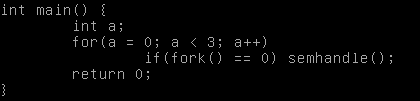 int main() {
        int a;
        for(a = 0; a < 3; a++)
                if(fork() == 0) semhandle();
        return 0;
}